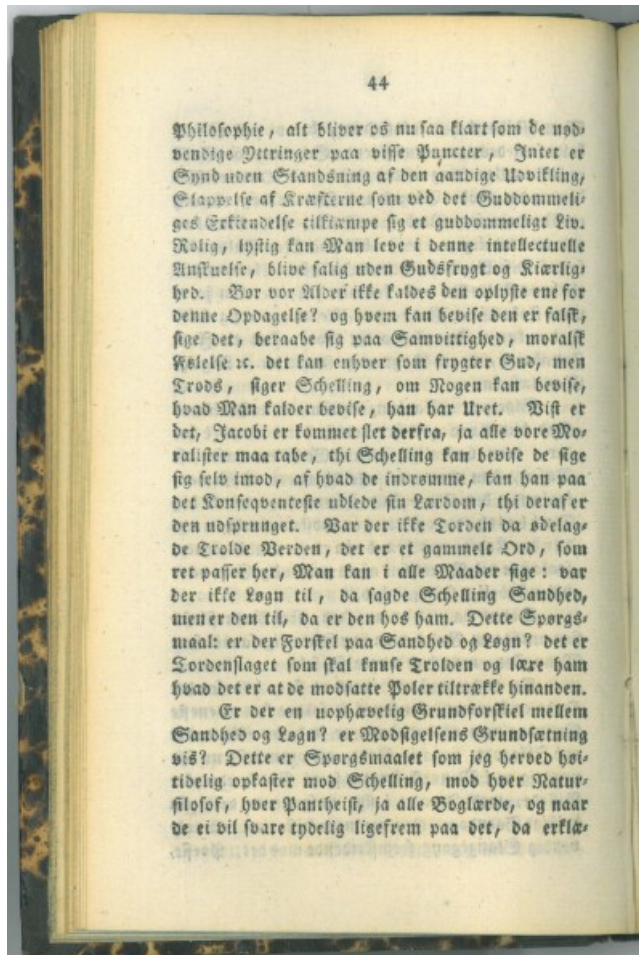 44
Philosophie, alt bliver os nu saa klart som de nød-
vendige Yttringer paa visse Puncter, Intet er
Synd uden Standsning af den aandige Udvikling,
Slappelse af Kræfterne som ved det Guddommeli-
ges Erkiendelse tilkiæmpe sig et guddommeligt Liv.
Rolig, lystig kan Man leve i denne intellectuelle
Anskuelse, blive salig uden Gudsfrygt og Kiærlig-
hed. Bør vor Alder ikke kaldes den oplyste ene for
denne Opdagelse? og hvem kan bevise den er falsk,
sige det, beraabe sig paa Samvittighed, moralsk
Følelse ꝛc. det kan enhver som frygter Gud, men
Trods, siger Schelling, om Nogen kan bevise,
hvad Man kalder bevise, han har Uret. Vist er
det, Jacobi er kommet slet derfra, ja alle vore Mo-
ralister maa tabe, thi Schelling kan bevise de sige
sig selv imod, af hvad de indrømme, kan han paa
det Konseqventeste udlede sin Lærdom, thi deraf er
den udsprunget. Var der ikke Torden da ødelag-
de Trolde Verden, det er et gammelt Ord, som
ret passer her, Man kan i alle Maader sige: var
der ikke Løgn til, da sagde Schelling Sandhed,
men er den til, da er den hos ham. Dette Spørgs-
maal: er der Forskel paa Sandhed og Løgn? det er
Tordenslaget som skal knuse Trolden og lære ham
hvad det er at de modsatte Poler tiltrække hinanden.
Er der en uophævelig Grundforskiel mellem
Sandhed og Løgn? er Modsigelsens Grundsætning
vis? Dette er Spørgsmaalet som jeg herved høi-
tidelig opkaster mod Schelling, mod hver Natur-
filosof, hver Pantheist, ja alle Boglærde, og naar
de ei vil svare tydelig ligefrem paa det, da erklæ-